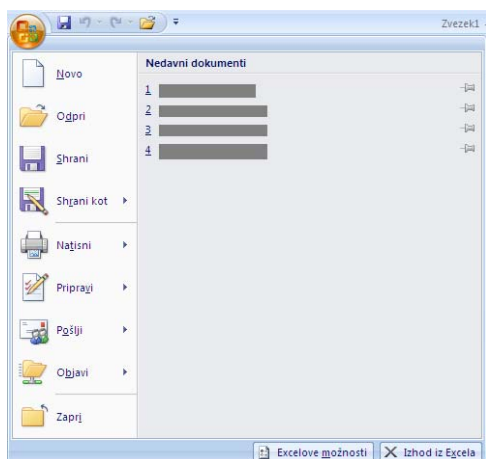 Zvezek1 -
Novo
Odpri
Shrani
Shrani kot
Natisni
Pripravi
Pošlji
Objavi
Zapri
Nedavni dokumenti
1
2
3
4
Excelove možnosti
Izhod iz Excela